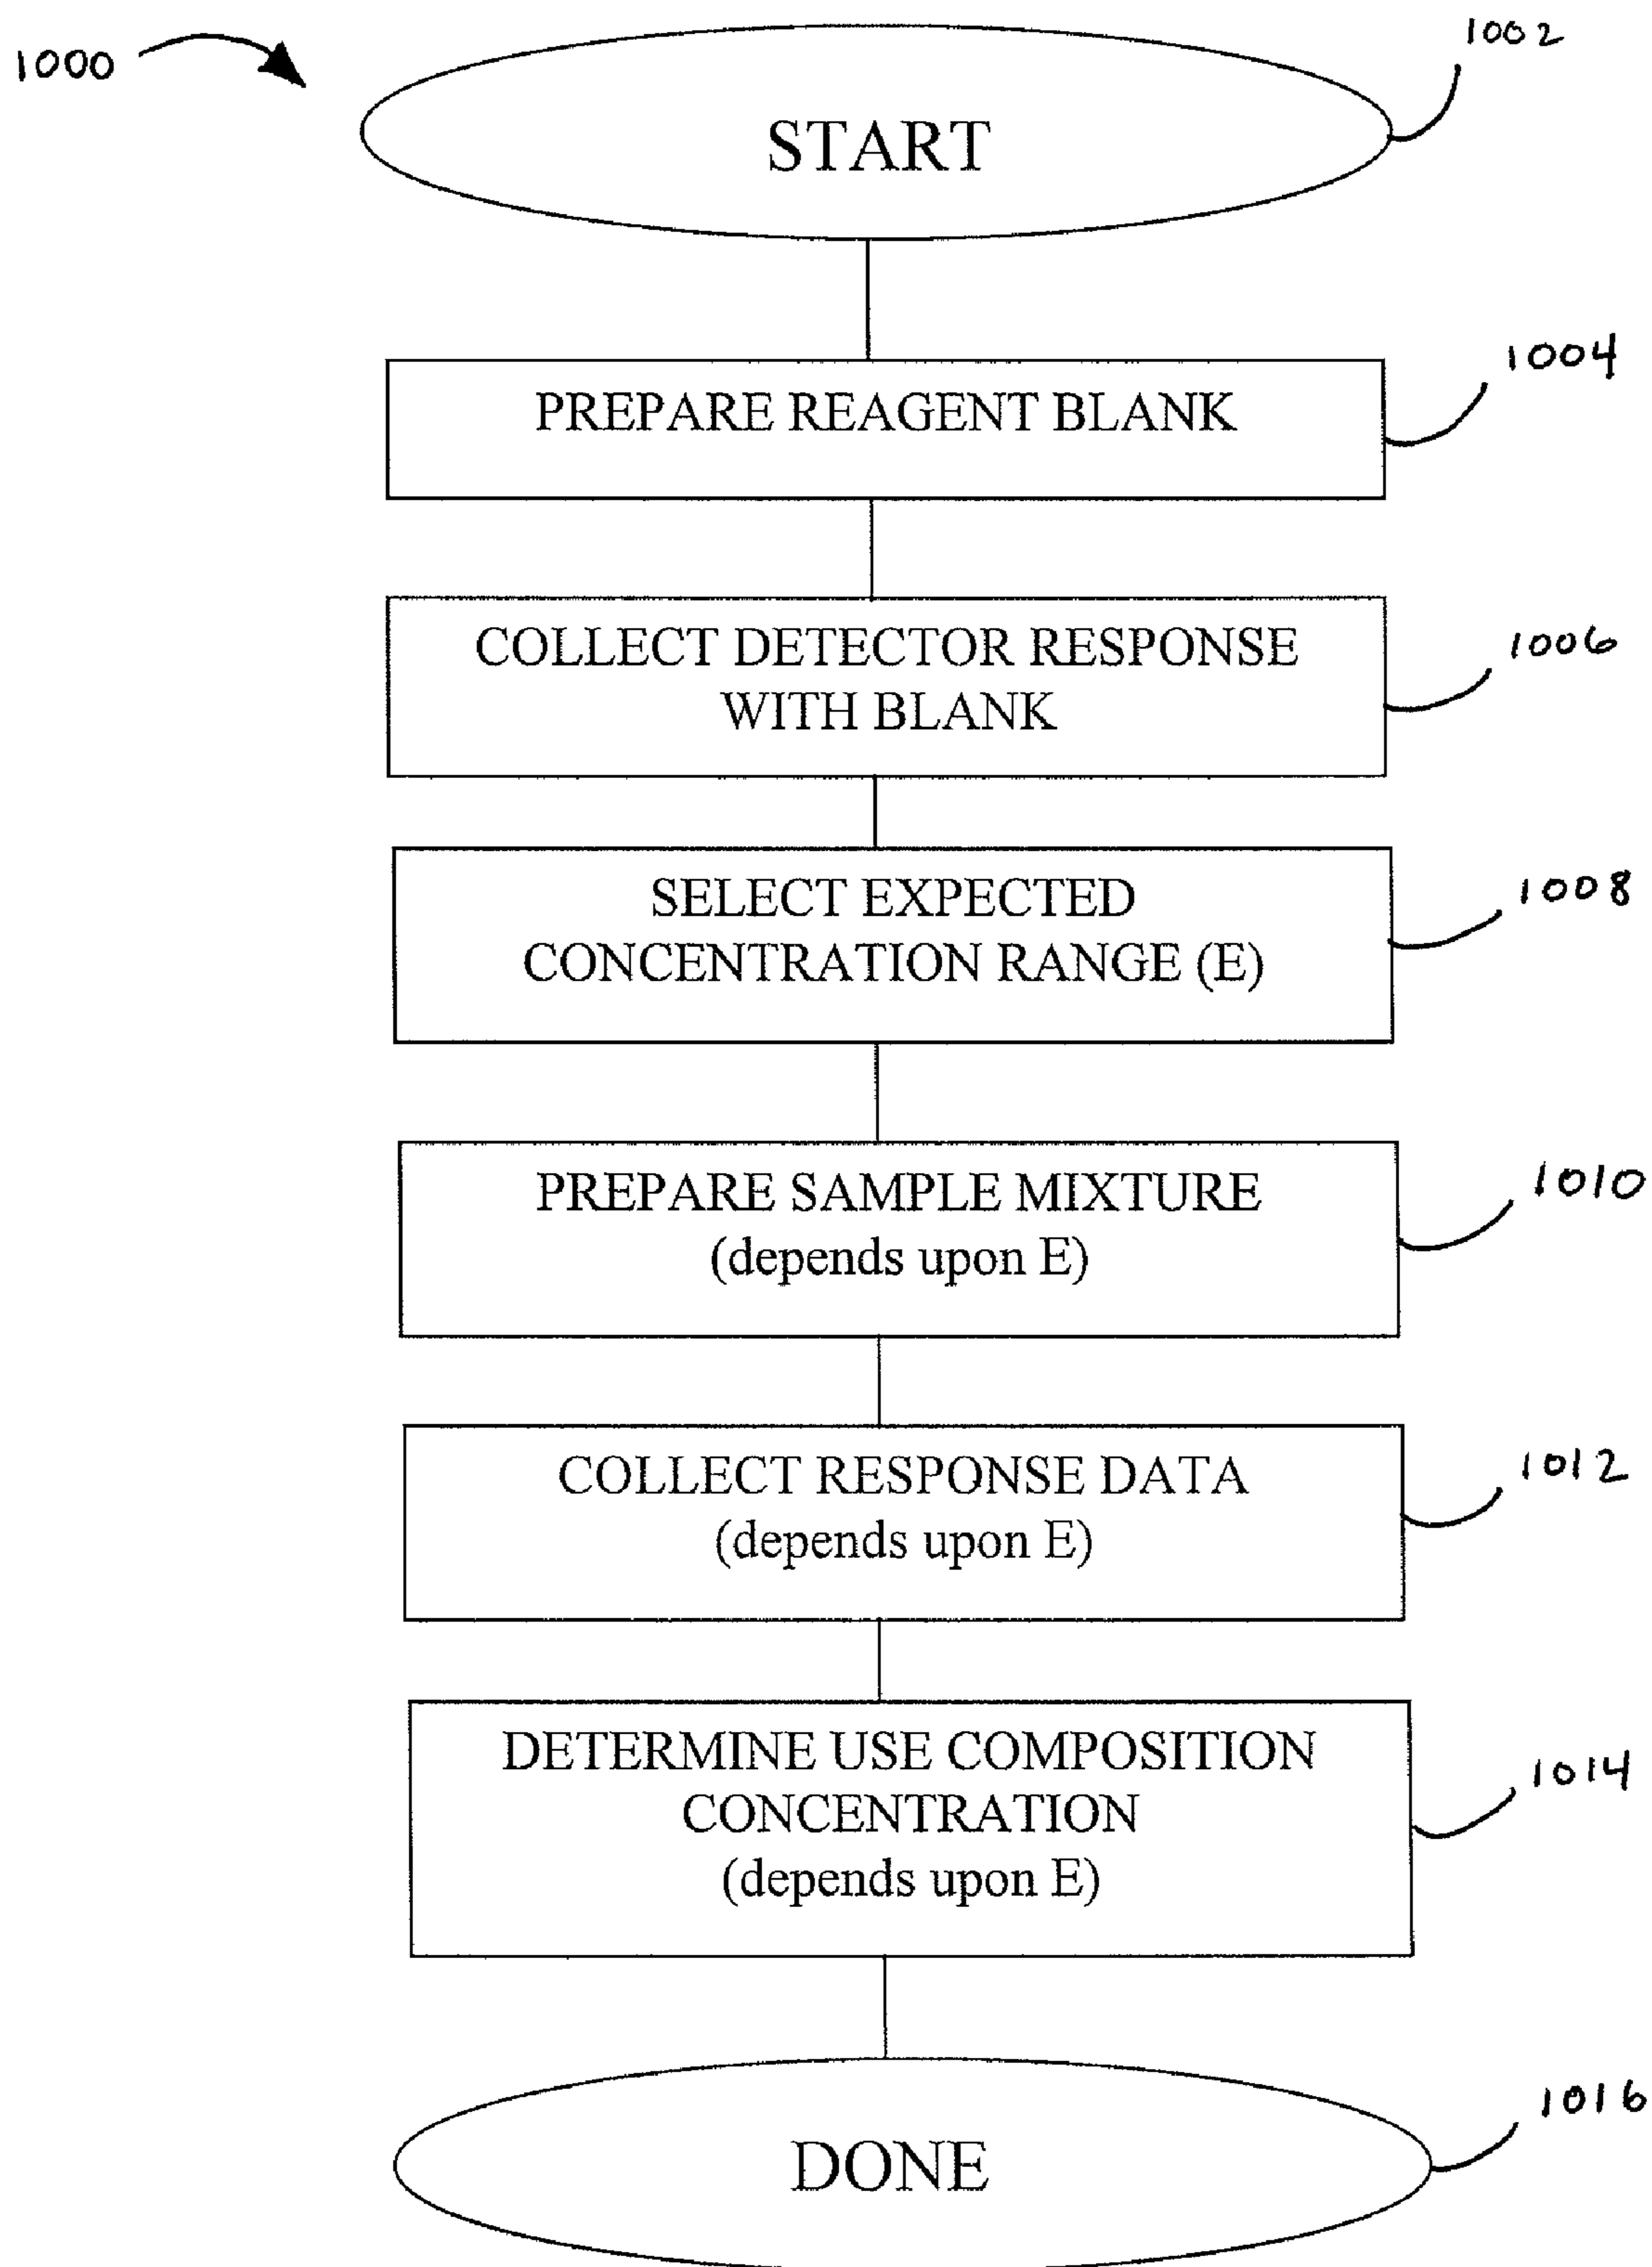 1000
1002
START
1004
PREPARE REAGENT BLANK
1006
COLLECT DETECTOR RESPONSE
WITH BLANK
1008
SELECT EXPECTED
CONCENTRATION RANGE (E)
1010
PREPARE SAMPLE MIXTURE
(depends upon E)
1012
COLLECT RESPONSE DATA
(depends upon E)
1014
DETERMINE USE COMPOSITION
CONCENTRATION
(depends upon E)
1016
DONE